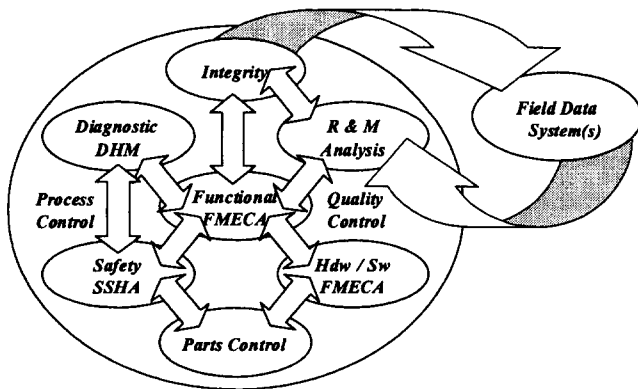 Integrity
Field Data
System(s)
Diagnostic
DHM
R & M
Analysis
Process
Control
Functional
FMECA
Quality
Control
Safety
SSHA
Hdw / Sw
FMECA
Parts Control